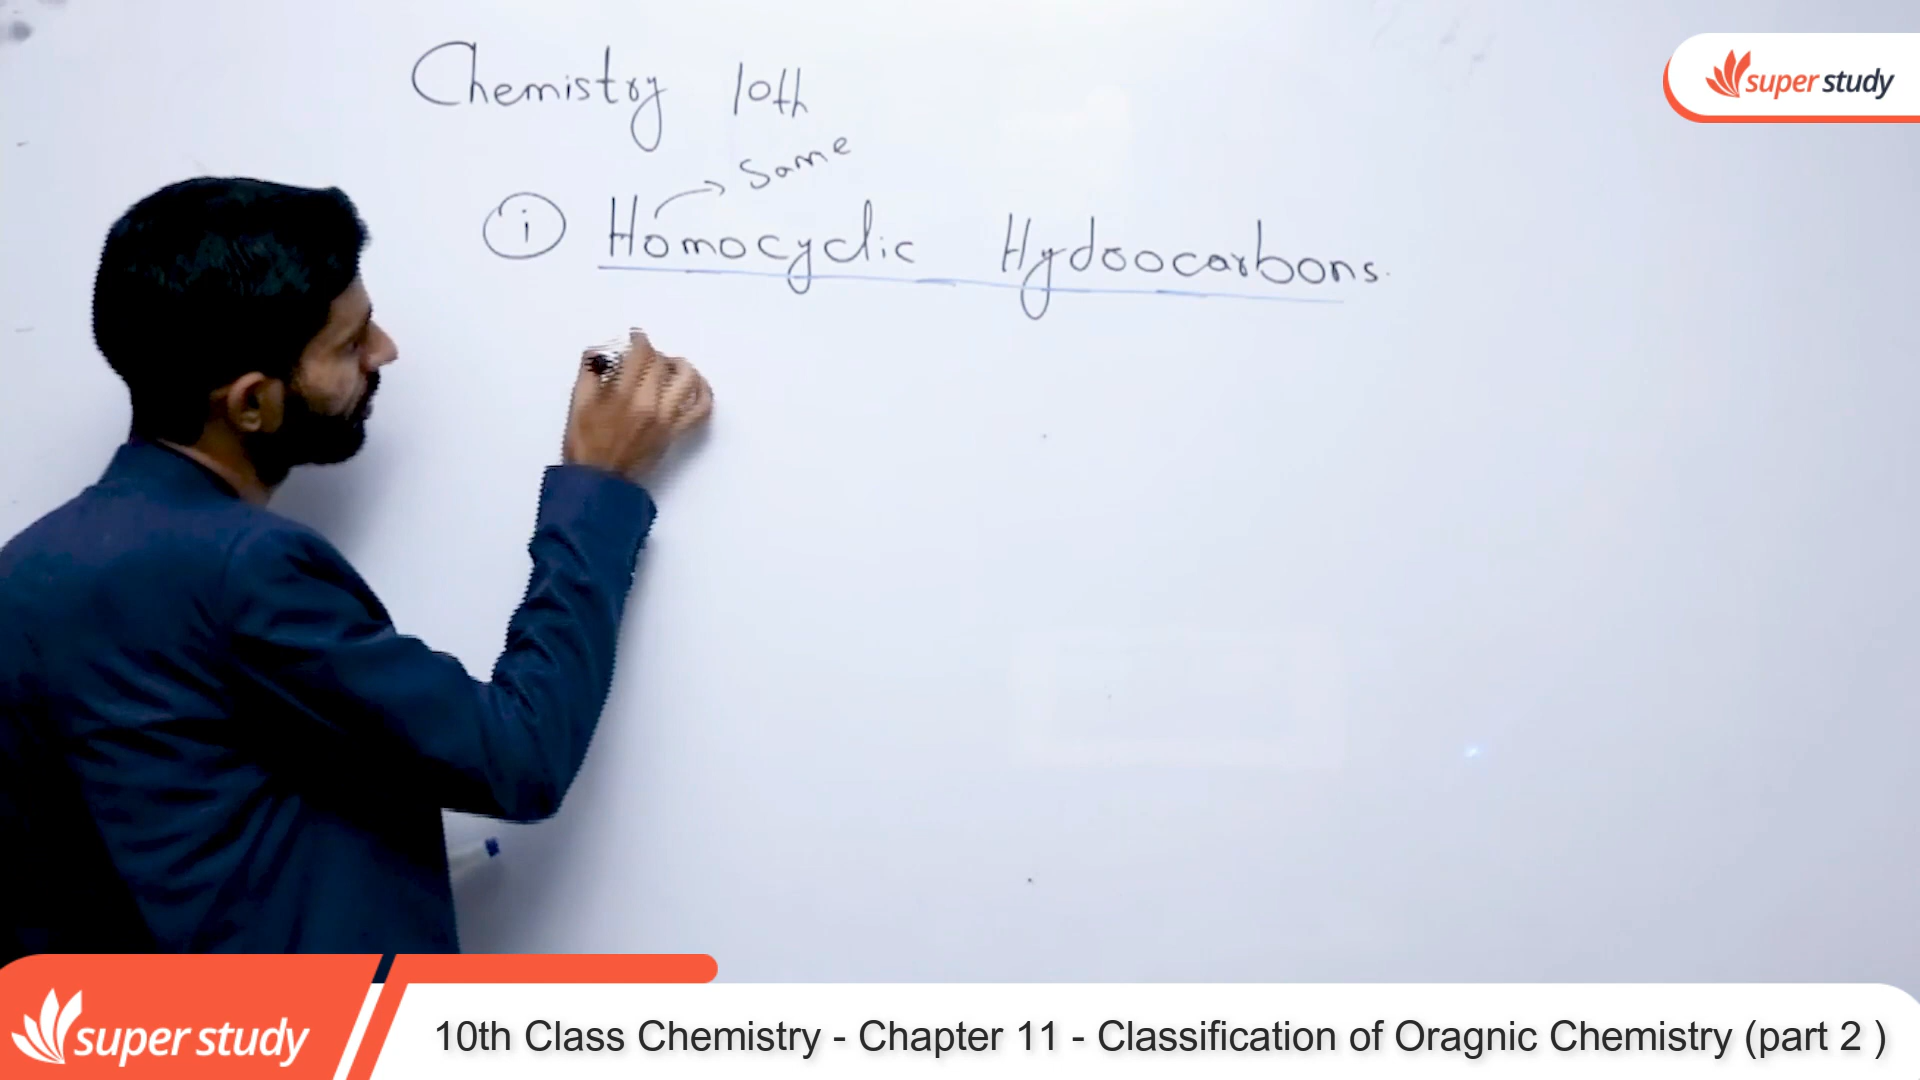 Chemistry 10th
same
i Homocyclic Hydrocarbons.
super study
super study
10th Class Chemistry - Chapter 11 - Classification of Oragnic Chemistry (part 2 )